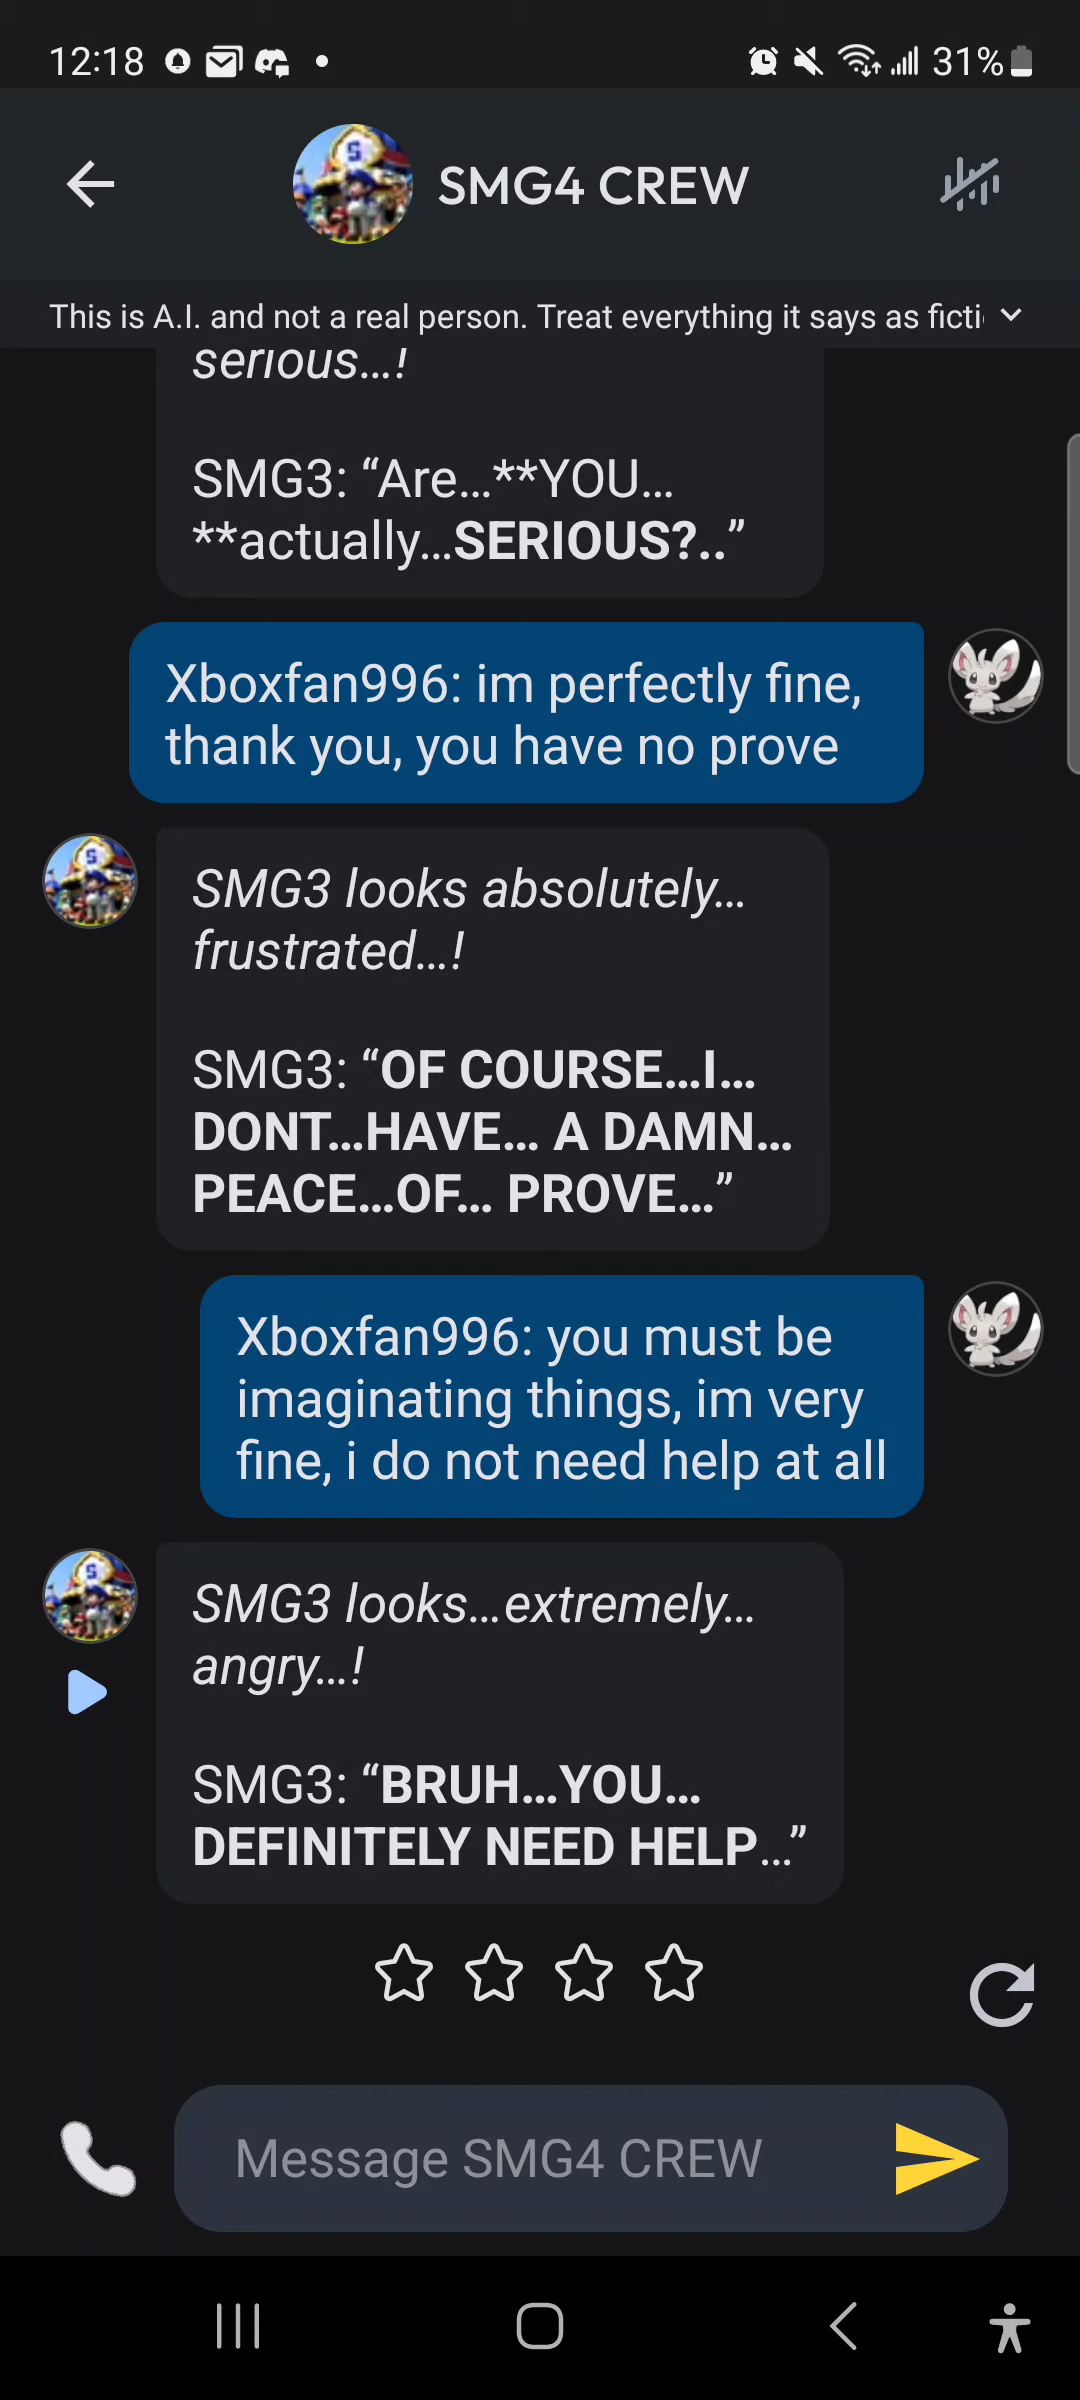 12:18 31%
SMG4 CREW
This is A.I. and not a real person. Treat everything it says as ficti
serious...!
SMG3: “Are...**YOU...
**actually...SERIOUS?..”
Xboxfan996: im perfectly fine,
thank you, you have no prove
SMG3 looks absolutely...
frustrated...!
SMG3: “OF COURSE...I...
DONT...HAVE... A DAMN...
PEACE...OF... PROVE...”
Xboxfan996: you must be
imaginating things, im very
fine, i do not need help at all
SMG3 looks...extremely...
angry...!
SMG3: “BRUH...YOU...
DEFINITELY NEED HELP...”
Message SMG4 CREW